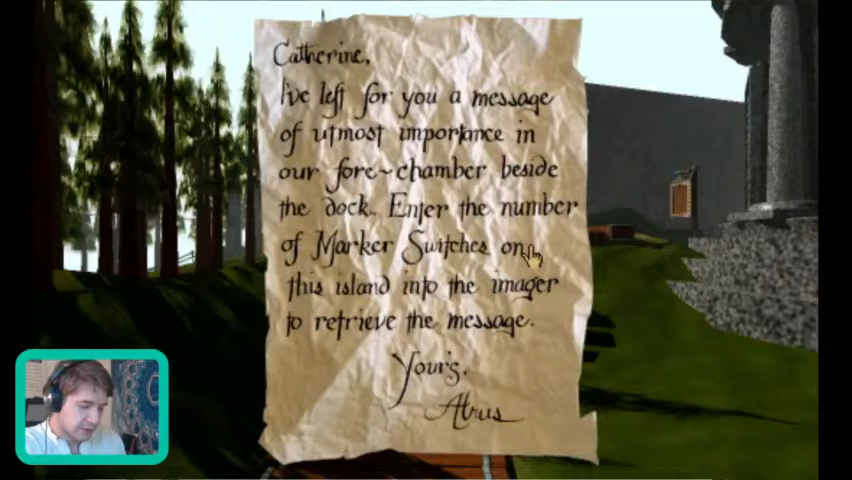 Catherine,
I've left for you a message
of utmost importance in
our fore-chamber beside
the dock. Enter the number
of Marker Switches on
this island into the imager
to retrieve the message.
Your's,
Atrus